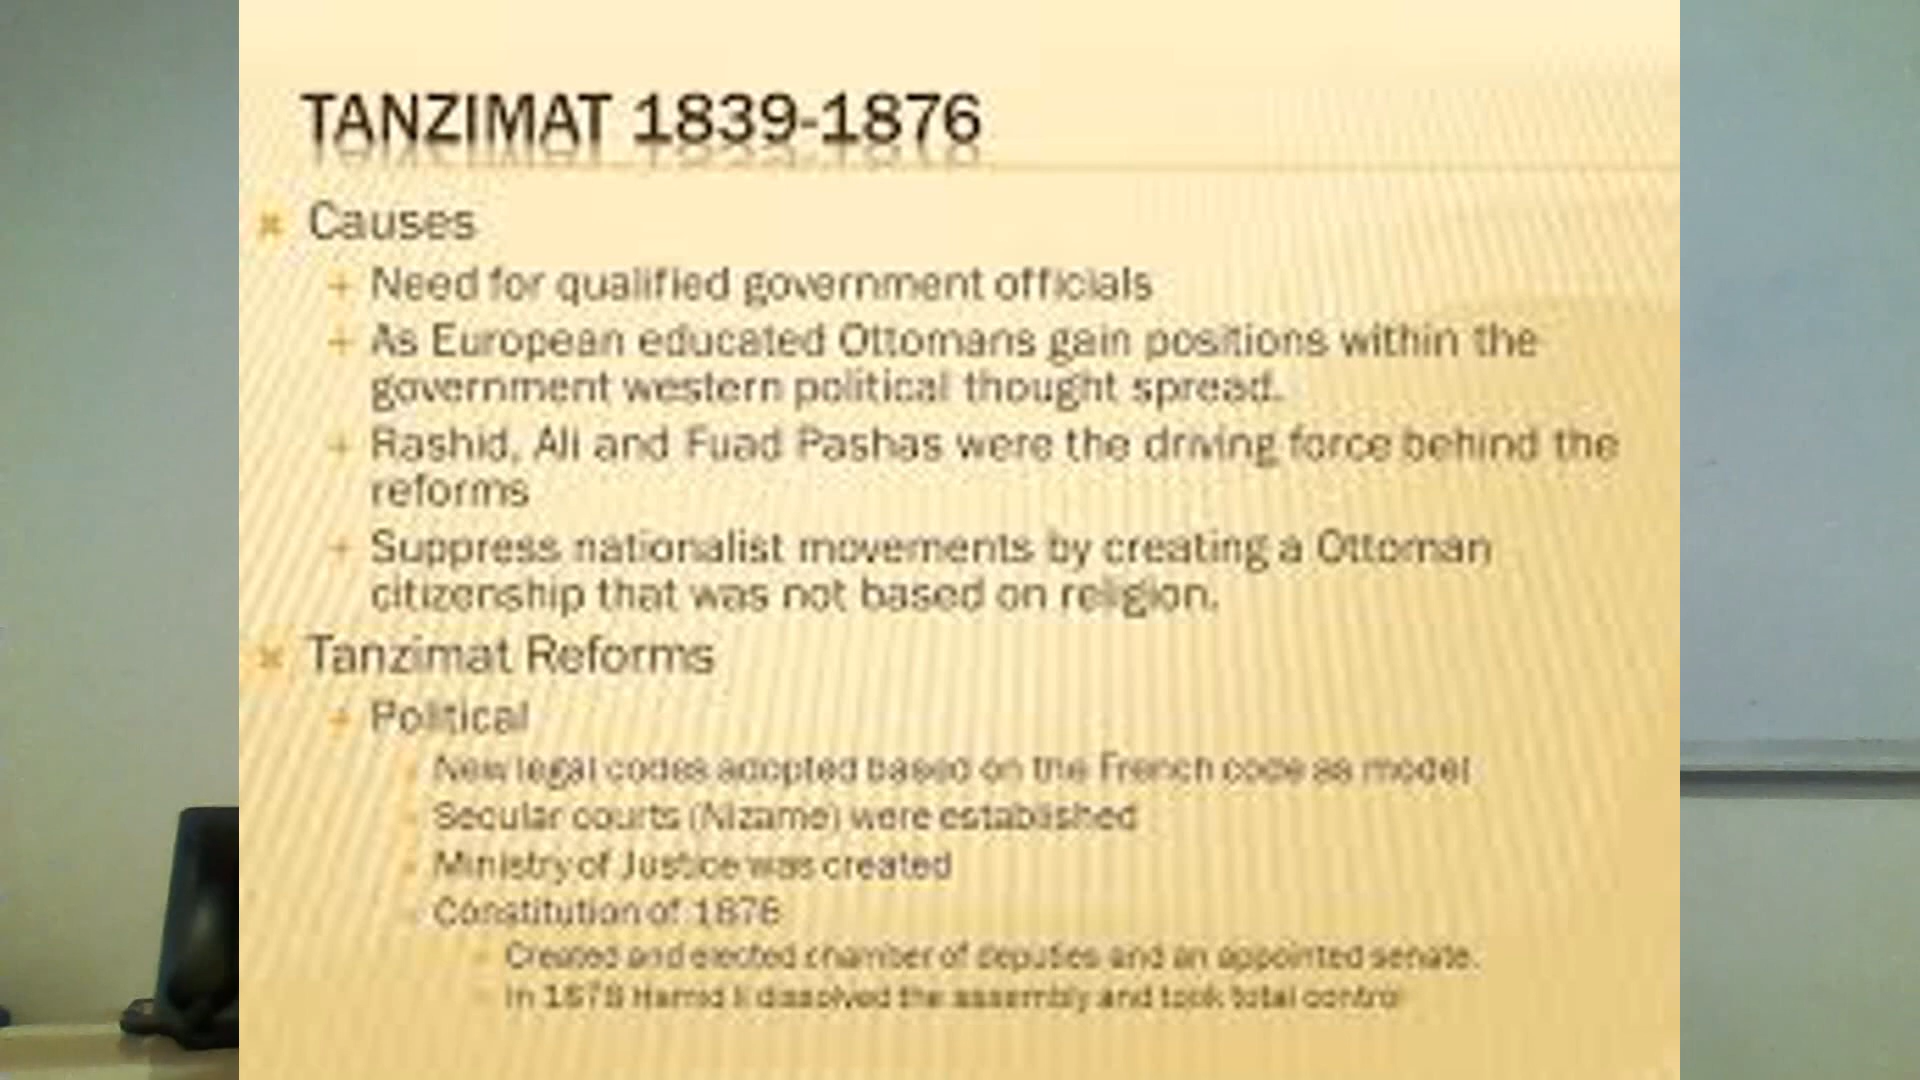 TANZIMAT 1839-1876
Causes
Need for qualified government officials
As European educated Ottomans gain positions within the
government western political thought spread.
Rashid, Ali and Fuad Pashas were the driving force behind the
reforms
Suppress nationalist movements by creating a Ottoman
citizenship that was not based on religion.
Tanzimat Reforms
Political
New legal codes adopted based on the French code as model
Secular courts (Nizame) were established
Ministry of Justice was created
Constitution of 1876
Created and elected chamber of deputies and an appointed senate.
In 1878 Hamid II dissolved the assembly and took total control